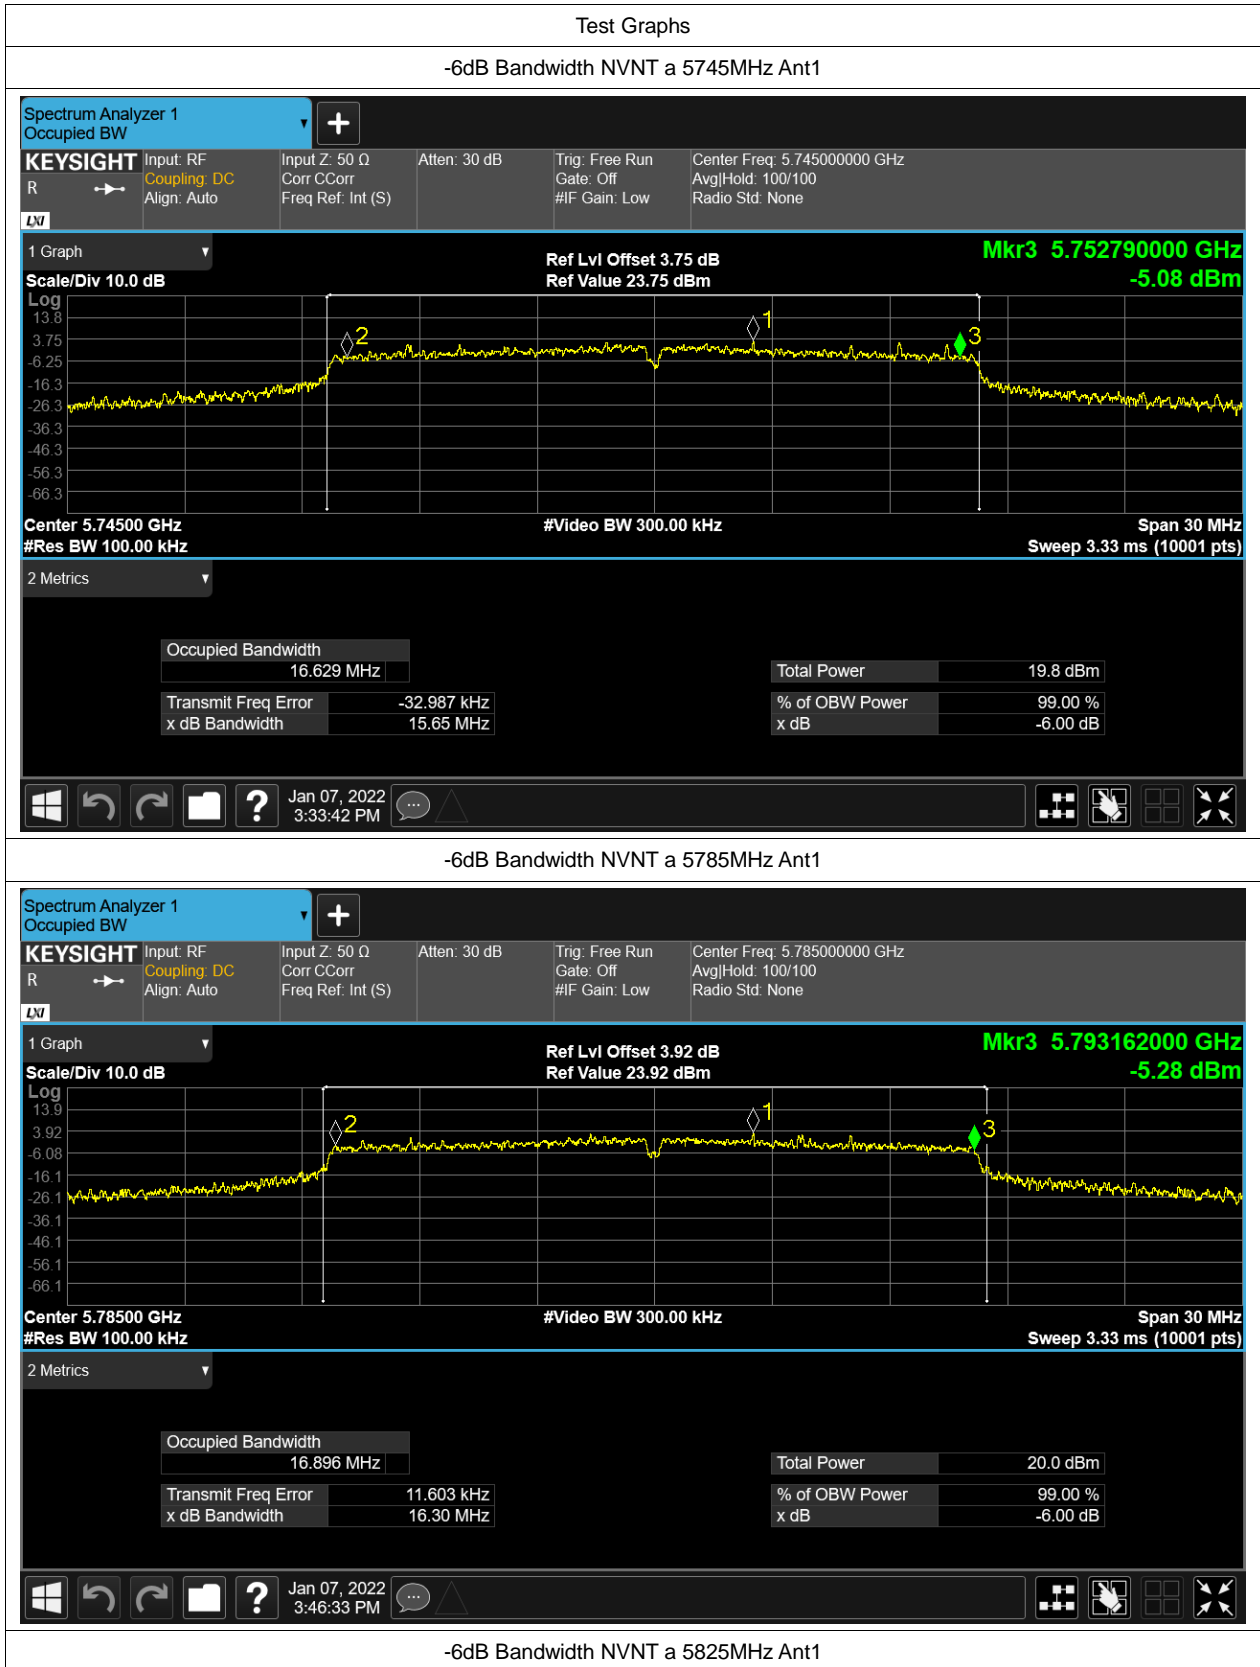 Test Graphs
-6dB Bandwidth NVNT a 5745MHz Ant1
Spectrum Analyzer 1
Occupied BW
KEYSIGHT
R
LXI
Input: RF
Coupling: DC
Align: Auto
Input Z: 50 Ω
Corr CCorr
Freq Ref: Int (S)
Atten: 30 dB
Trig: Free Run
Gate: Off
#IF Gain: Low
Center Freq: 5.745000000 GHz
Avg|Hold: 100/100
Radio Std: None
1 Graph
Ref Lvl Offset 3.75 dB
Mkr3 5.752790000 GHz
Scale/Div 10.0 dB
Ref Value 23.75 dBm
-5.08 dBm
Log
13.8
3.75
-6.25
-16.3
-26.3
-36.3
-46.3
-56.3
-66.3
2
1
3
Center 5.74500 GHz
#Video BW 300.00 kHz
Span 30 MHz
#Res BW 100.00 kHz
Sweep 3.33 ms (10001 pts)
2 Metrics
Occupied Bandwidth
16.629 MHz
Total Power 19.8 dBm
Transmit Freq Error -32.987 kHz
% of OBW Power 99.00 %
x dB Bandwidth 15.65 MHz
x dB -6.00 dB
?
Jan 07, 2022
3:33:42 PM
-6dB Bandwidth NVNT a 5785MHz Ant1
Spectrum Analyzer 1
Occupied BW
KEYSIGHT
R
LXI
Input: RF
Coupling: DC
Align: Auto
Input Z: 50 Ω
Corr CCorr
Freq Ref: Int (S)
Atten: 30 dB
Trig: Free Run
Gate: Off
#IF Gain: Low
Center Freq: 5.785000000 GHz
Avg|Hold: 100/100
Radio Std: None
1 Graph
Ref Lvl Offset 3.92 dB
Mkr3 5.793162000 GHz
Scale/Div 10.0 dB
Ref Value 23.92 dBm
-5.28 dBm
Log
13.9
3.92
-6.08
-16.1
-26.1
-36.1
-46.1
-56.1
-66.1
2
1
3
Center 5.78500 GHz
#Video BW 300.00 kHz
Span 30 MHz
#Res BW 100.00 kHz
Sweep 3.33 ms (10001 pts)
2 Metrics
Occupied Bandwidth
16.896 MHz
Total Power 20.0 dBm
Transmit Freq Error 11.603 kHz
% of OBW Power 99.00 %
x dB Bandwidth 16.30 MHz
x dB -6.00 dB
?
Jan 07, 2022
3:46:33 PM
-6dB Bandwidth NVNT a 5825MHz Ant1